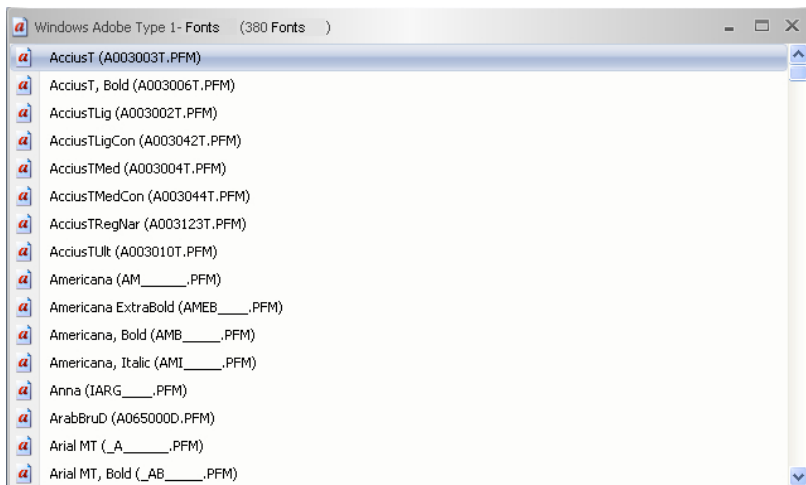 Windows Adobe Type 1- Fonts (380 Fonts )
AcciusT (A003003T.PFM)
AcciusT, Bold (A003006T.PFM)
AcciusTLig (A003002T.PFM)
AcciusTLigCon (A003042T.PFM)
AcciusTMed (A003004T.PFM)
AcciusTMedCon (A003044T.PFM)
AcciusTRegNar (A003123T.PFM)
AcciusTUlt (A003010T.PFM)
Americana (AM______.PFM)
Americana ExtraBold (AMEB____.PFM)
Americana, Bold (AMB_____.PFM)
Americana, Italic (AMI_____.PFM)
Anna (IARG____.PFM)
ArabBruD (A065000D.PFM)
Arial MT (_A______.PFM)
Arial MT, Bold (_AB_____.PFM)